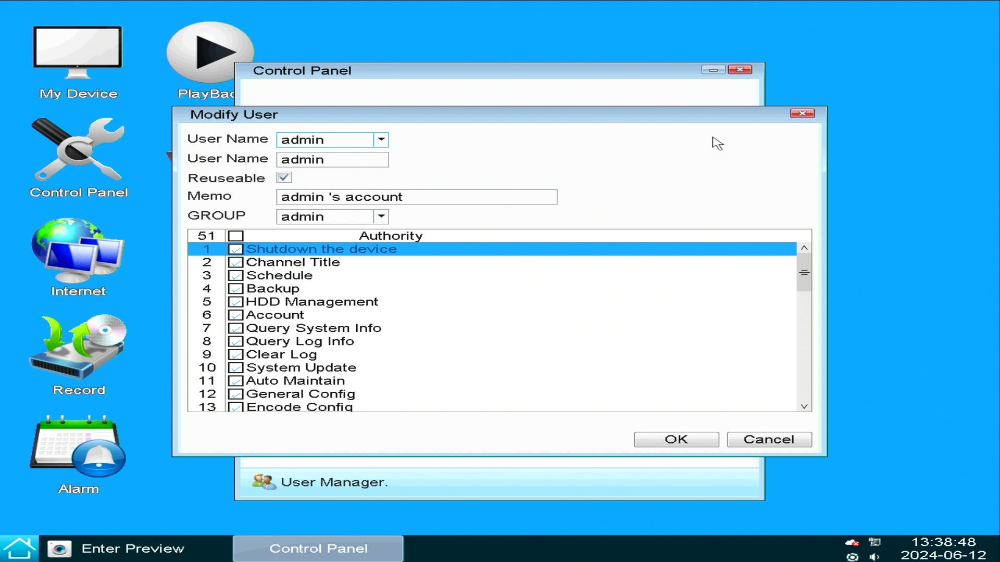 My Device
PlayBac
Control Panel
Internet
Record
Alarm
Control Panel
Modify User
User Name admin
User Name admin
Reuseable
Memo admin 's account
GROUP admin
51 Authority
1 Shutdown the device
2 Channel Title
3 Schedule
4 Backup
5 HDD Management
6 Account
7 Query System Info
8 Query Log Info
9 Clear Log
10 System Update
11 Auto Maintain
12 General Config
13 Encode Config
OK Cancel
User Manager.
Enter Preview
Control Panel
13:38:48
2024-06-12